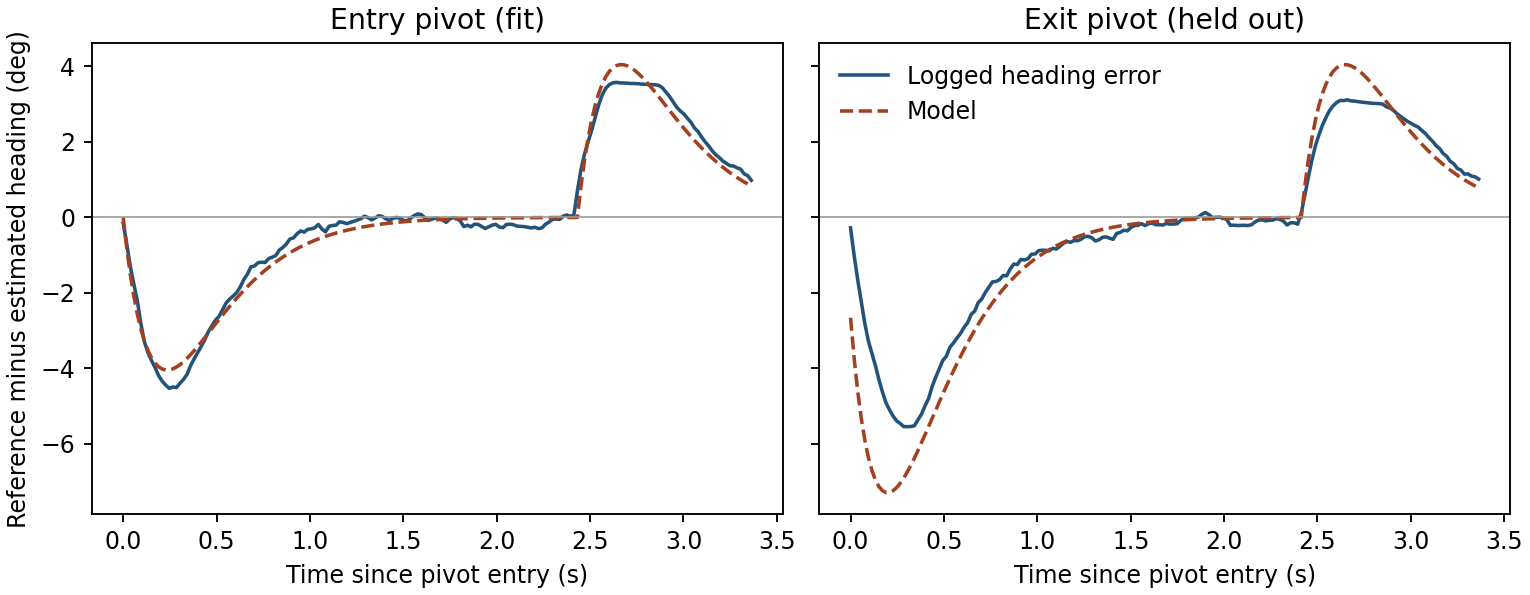 Entry pivot (fit)
Exit pivot (held out)
Reference minus estimated heading (deg)
4
2
0
−2
−4
−6
Logged heading error
Model
0.0 0.5 1.0 1.5 2.0 2.5 3.0 3.5
0.0 0.5 1.0 1.5 2.0 2.5 3.0 3.5
Time since pivot entry (s)
Time since pivot entry (s)